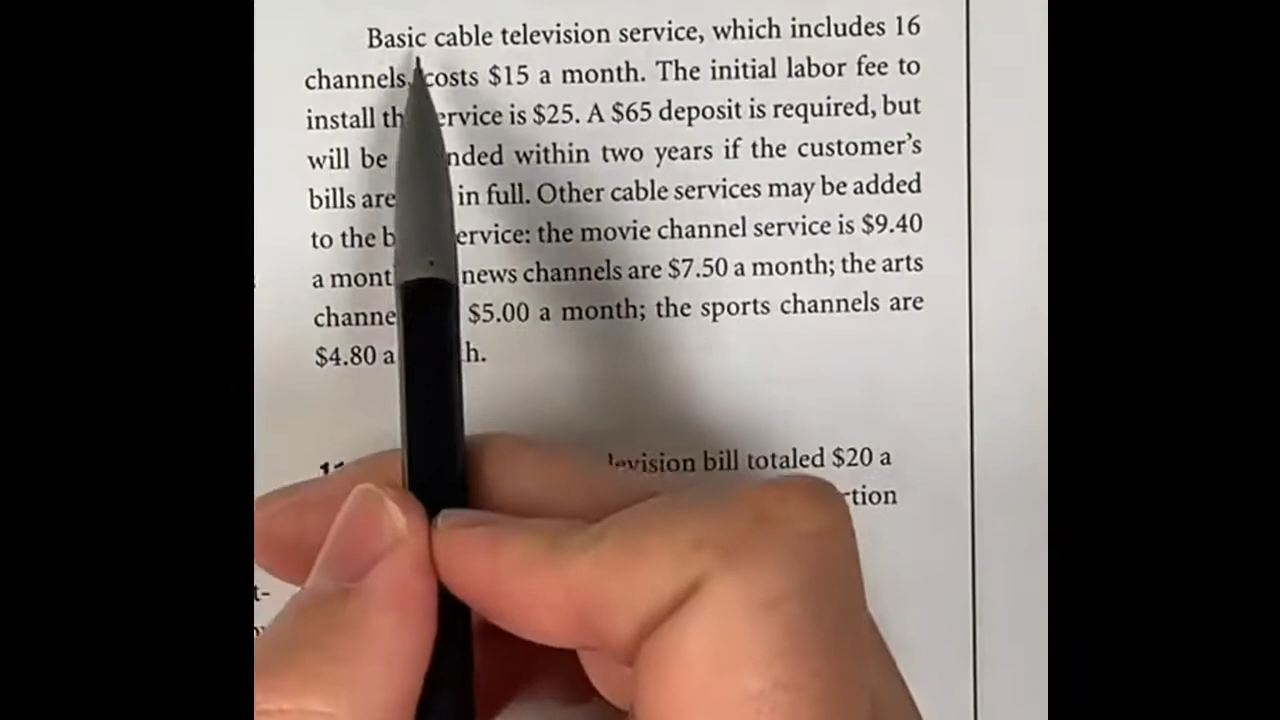 Basic cable television service, which includes 16
channels, costs $15 a month. The initial labor fee to
install th ervice is $25. A $65 deposit is required, but
will be nded within two years if the customer's
bills are in full. Other cable services may be added
to the b ervice: the movie channel service is $9.40
a mont news channels are $7.50 a month; the arts
channe $5.00 a month; the sports channels are
$4.80 a h.
levision bill totaled $20 a
tion
t-